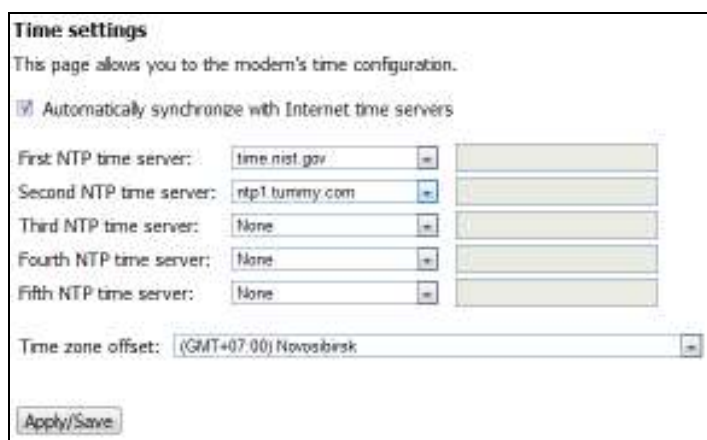 Time settings
This page allows you to the modem's time configuration.
Automatically synchronize with Internet time servers
First NTP time server: time.nist.gov
Second NTP time server: ntp1.tummy.com
Third NTP time server: None
Fourth NTP time server: None
Fifth NTP time server: None
Time zone offset: (GMT+07:00) Novosibirsk
Apply/Save